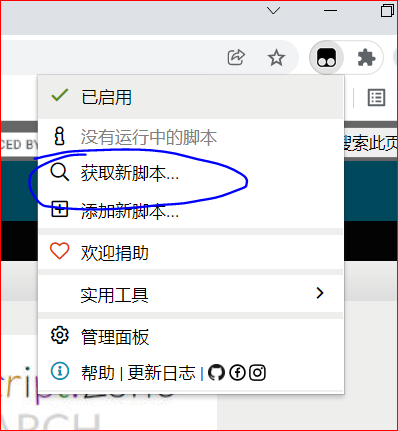 已启用
CED BY
没有运行中的脚本
搜索此页
获取新脚本...
添加新脚本...
欢迎捐助
实用工具
管理面板
帮助 | 更新日志 |
ript.Zone
ARCH